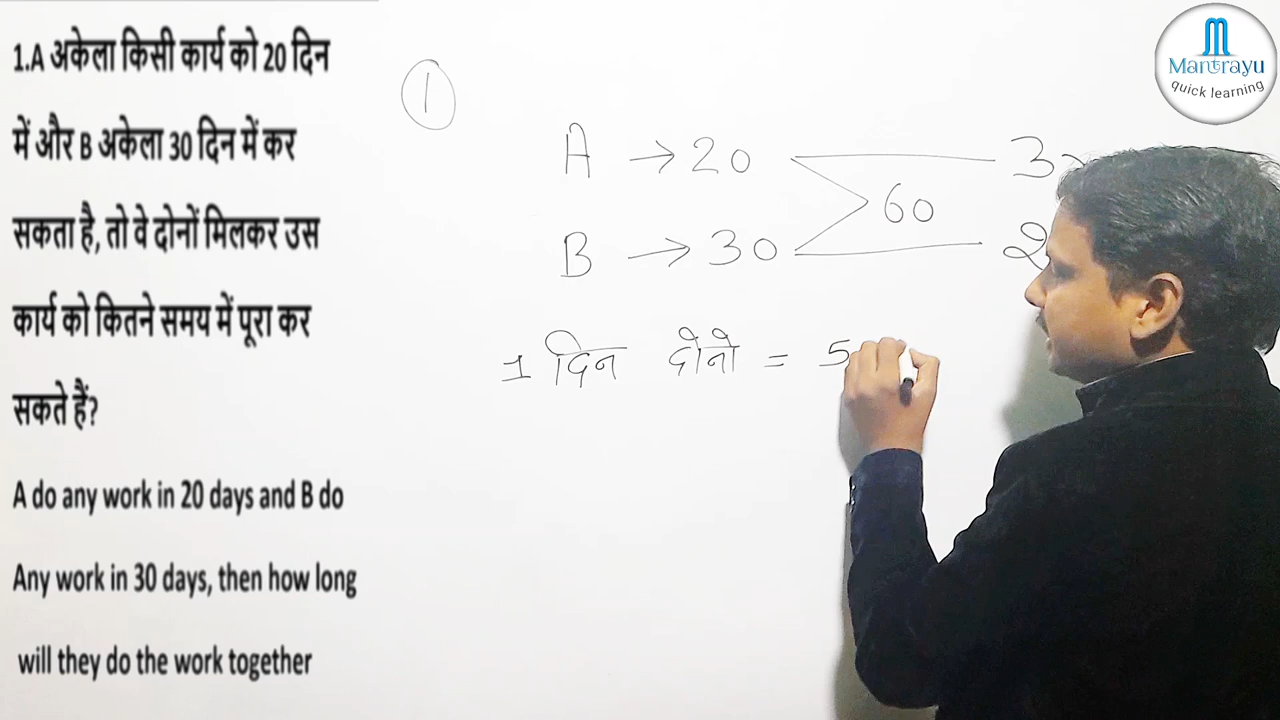 1.A अकेला किसी कार्य को 20 दिन
में और B अकेला 30 दिन में कर
सकता है, तो वे दोनों मिलकर उस
कार्य को कितने समय में पूरा कर
सकते हैं?
A do any work in 20 days and B do
Any work in 30 days, then how long
will they do the work together
1
A → 20
60
3
B → 30
2
1 दिन दोनो = 5
Mantrayu
quick learning